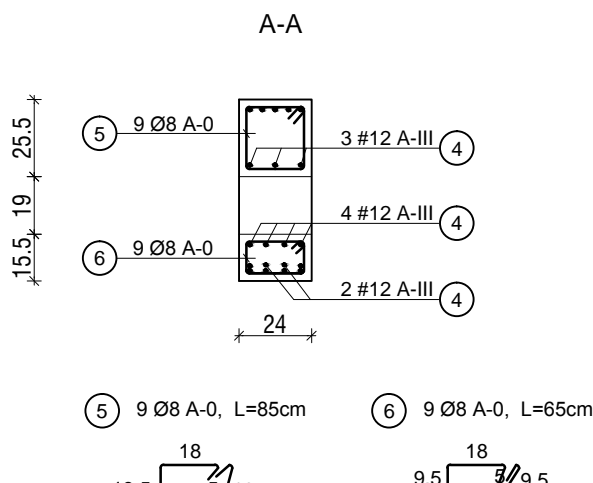 A-A
25.5
5
9 Ø8 A-0
3 #12 A-III
4
19
4 #12 A-III
4
15.5
6
9 Ø8 A-0
2 #12 A-III
4
24
5 9 Ø8 A-0, L=85cm
6 9 Ø8 A-0, L=65cm
18
18
9.5
5
9.5